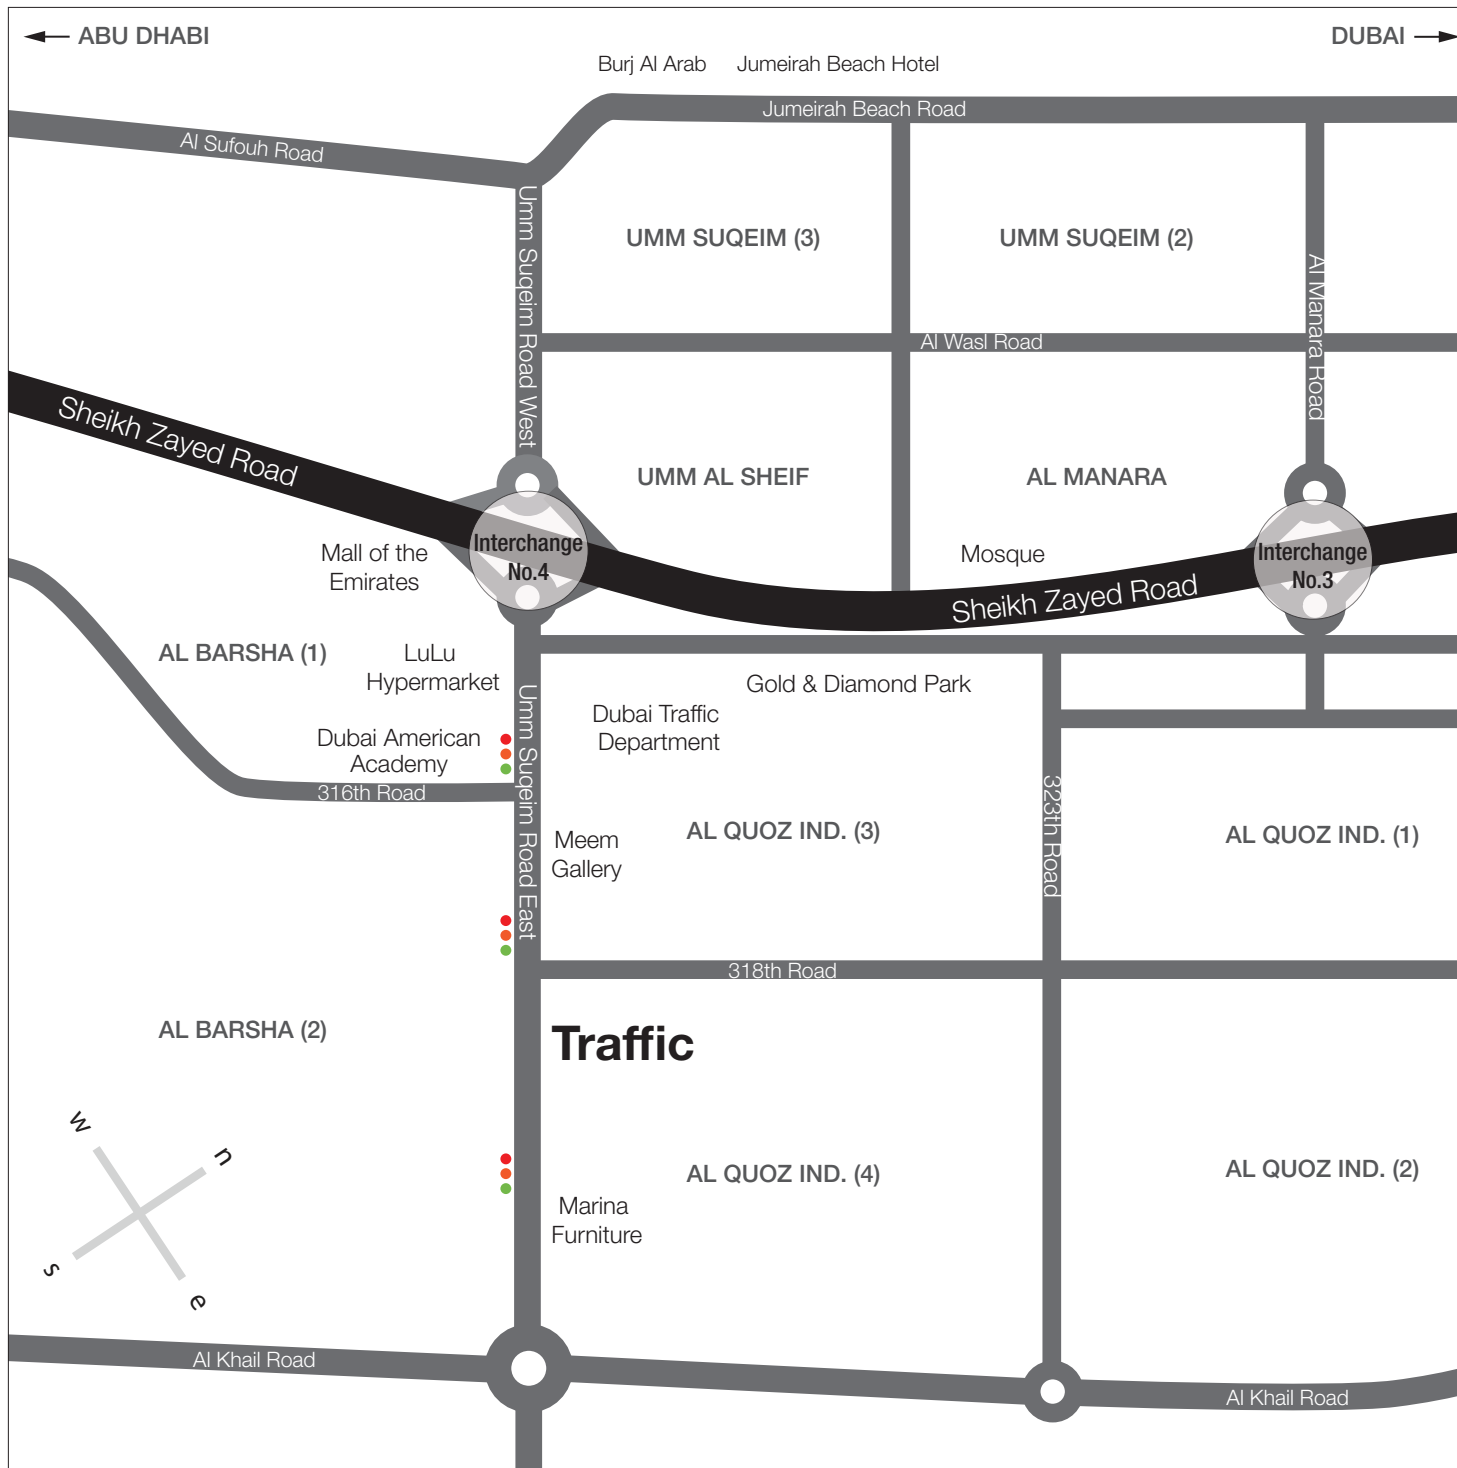 ABU DHABI
DUBAI
Burj Al Arab
Jumeirah Beach Hotel
Jumeirah Beach Road
Al Sufouh Road
Umm Suqeim Road West
UMM SUQEIM (3)
UMM SUQEIM (2)
Al Manara Road
Al Wasl Road
Sheikh Zayed Road
UMM AL SHEIF
AL MANARA
Interchange
No.4
Mall of the
Emirates
Mosque
Interchange
No.3
Sheikh Zayed Road
AL BARSHA (1)
LuLu
Hypermarket
Gold & Diamond Park
Umm Suqeim Road East
Dubai Traffic
Department
Dubai American
Academy
316th Road
323th Road
Meem
Gallery
AL QUOZ IND. (3)
AL QUOZ IND. (1)
318th Road
AL BARSHA (2)
Traffic
w
n
s
e
AL QUOZ IND. (4)
AL QUOZ IND. (2)
Marina
Furniture
Al Khail Road
Al Khail Road